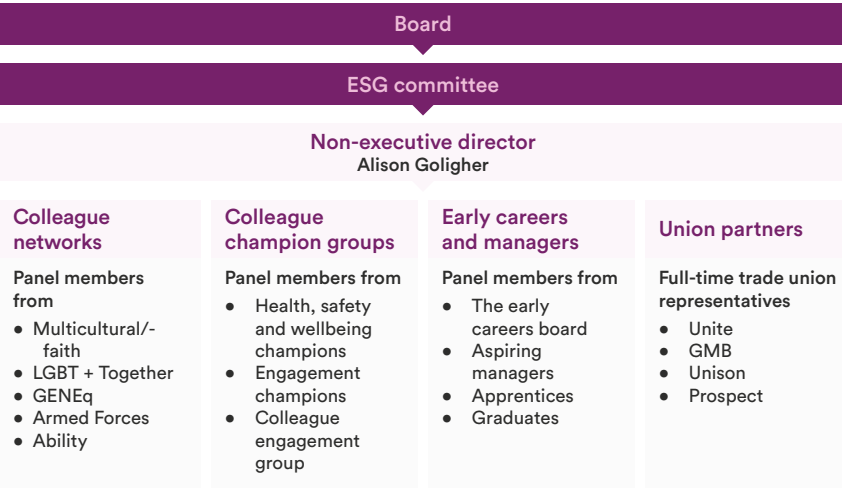 Board
ESG committee
Non-executive director
Alison Goligher
Colleague
networks
Panel members
from
● Multicultural/-
faith
● LGBT + Together
● GENEq
● Armed Forces
● Ability
Colleague
champion groups
Panel members from
● Health, safety
and wellbeing
champions
● Engagement
champions
● Colleague
engagement
group
Early careers
and managers
Panel members from
● The early
careers board
● Aspiring
managers
● Apprentices
● Graduates
Union partners
Full-time trade union
representatives
● Unite
● GMB
● Unison
● Prospect